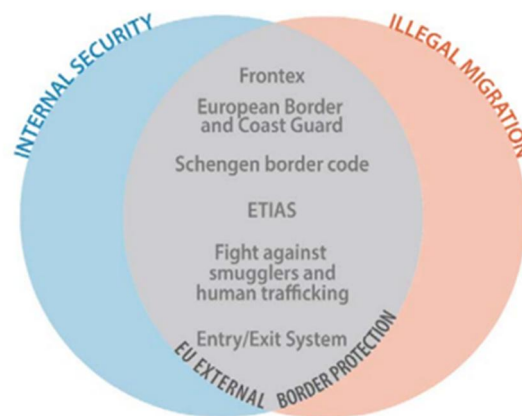 INTERNAL SECURITY
ILLEGAL MIGRATION
Frontex
European Border
and Coast Guard
Schengen border code
ETIAS
Fight against
smugglers and
human trafficking
Entry/Exit System
EU EXTERNAL BORDER PROTECTION